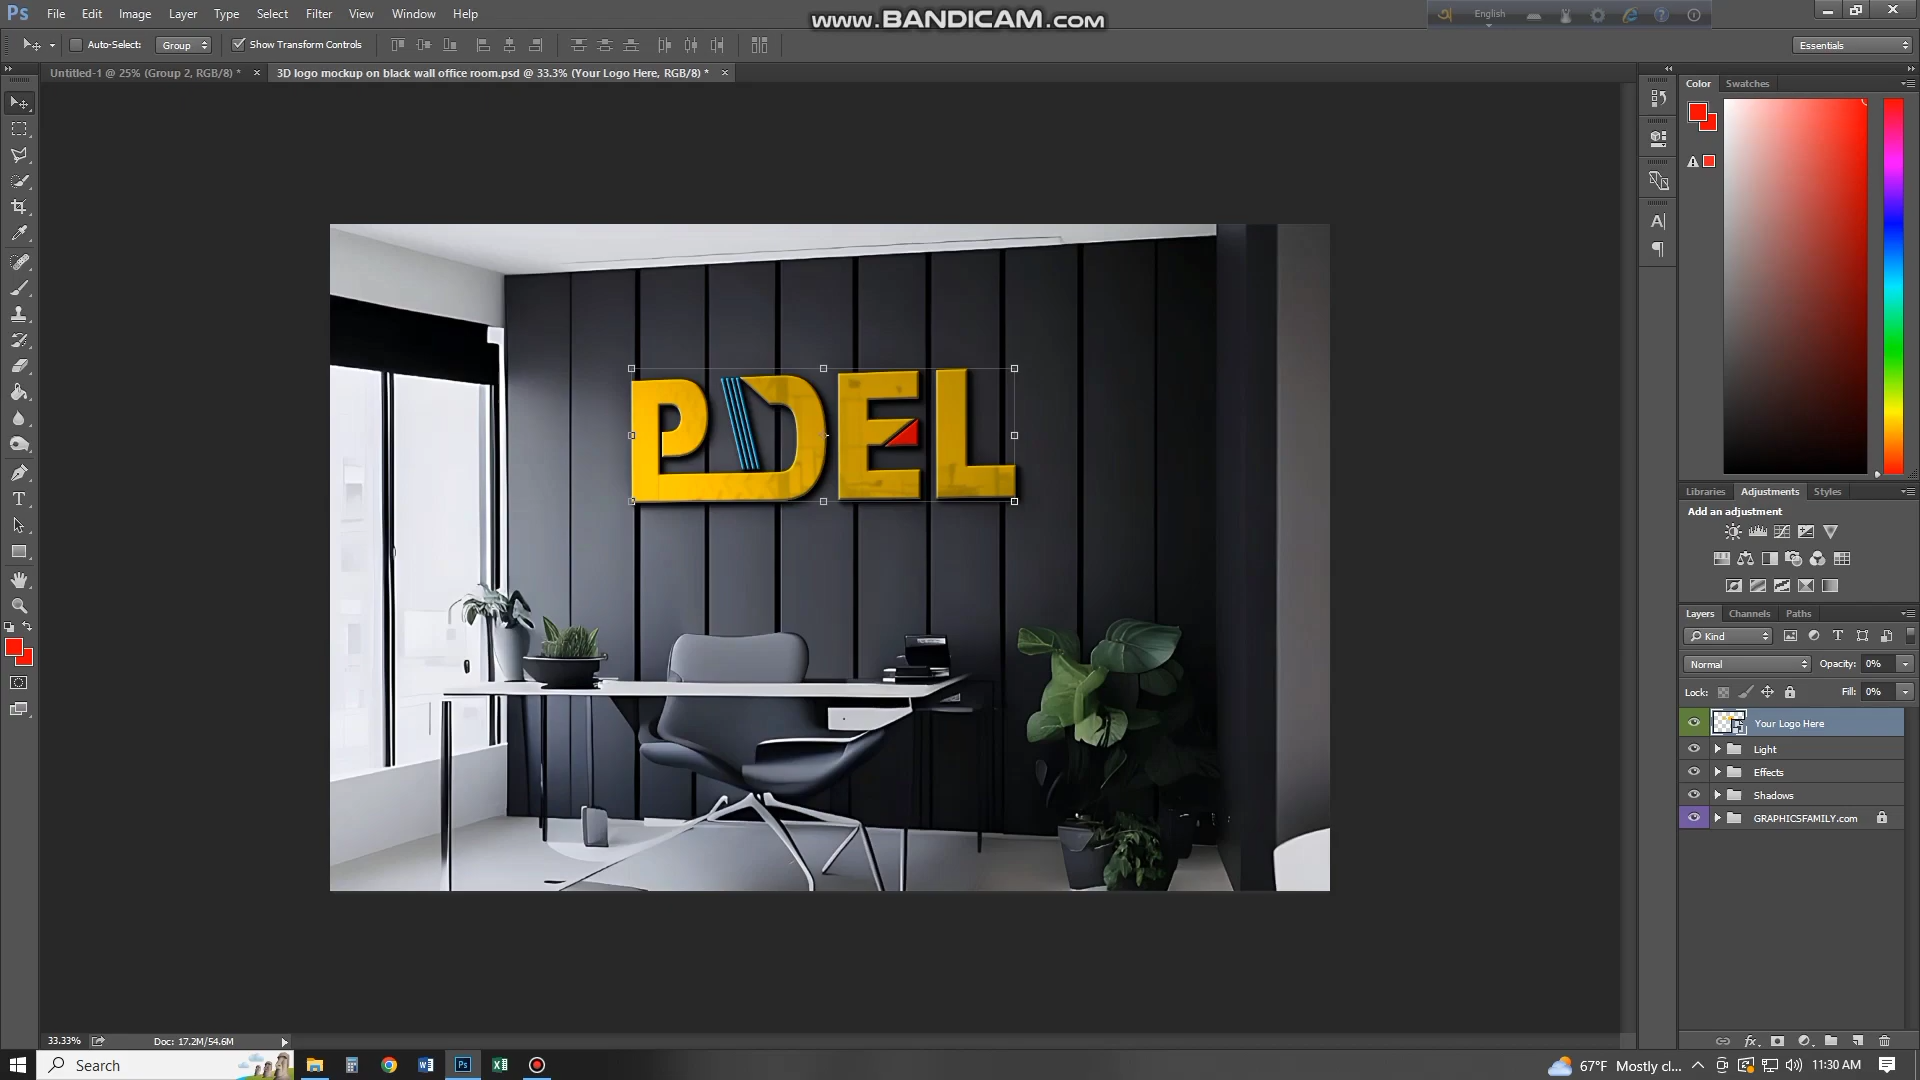 Ps File Edit Image Layer Type Select Filter View Window Help
www.BANDICAM.com
English
Auto-Select: Group Show Transform Controls
Essentials
Untitled-1 @ 25% (Group 2, RGB/8) * × 3D logo mockup on black wall office room.psd @ 33.3% (Your Logo Here, RGB/8) * ×
Color Swatches
PDEL
Libraries Adjustments Styles
Add an adjustment
Layers Channels Paths
Kind
Normal Opacity: 0%
Lock: Fill: 0%
Your Logo Here
Light
Effects
Shadows
GRAPHICSFAMILY.com
33.33% Doc: 17.2M/54.6M
Search
67°F Mostly cl... 11:30 AM